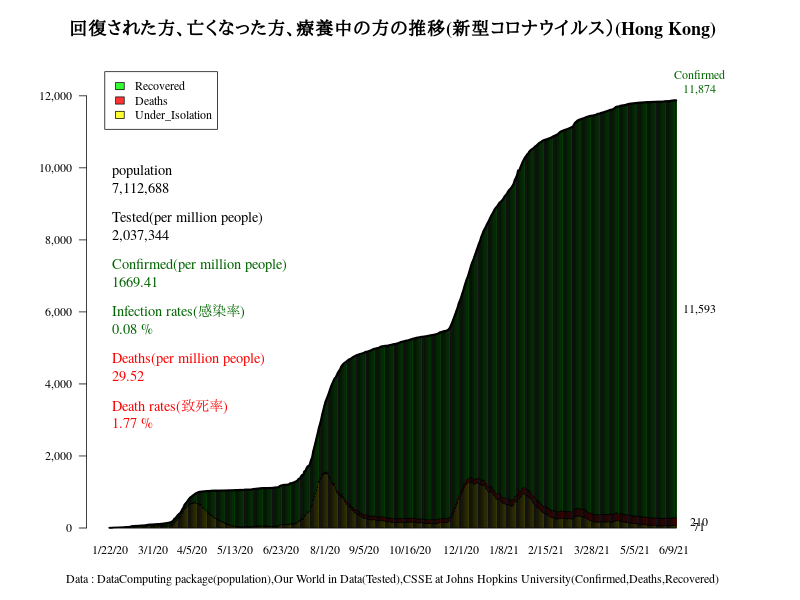 回復された方、亡くなった方、療養中の方の推移(新型コロナウイルス）(Hong Kong)
Confirmed
11,874
Recovered
Deaths
Under_Isolation
12,000
10,000
8,000
6,000
4,000
2,000
0
population
7,112,688
Tested(per million people)
2,037,344
Confirmed(per million people)
1669.41
Infection rates(感染率)
0.08 %
Deaths(per million people)
29.52
Death rates(致死率)
1.77 %
11,593
210
71
1/22/20 3/1/20 4/5/20 5/13/20 6/23/20 8/1/20 9/5/20 10/16/20 12/1/20 1/8/21 2/15/21 3/28/21 5/5/21 6/9/21
Data : DataComputing package(population),Our World in Data(Tested),CSSE at Johns Hopkins University(Confirmed,Deaths,Recovered)